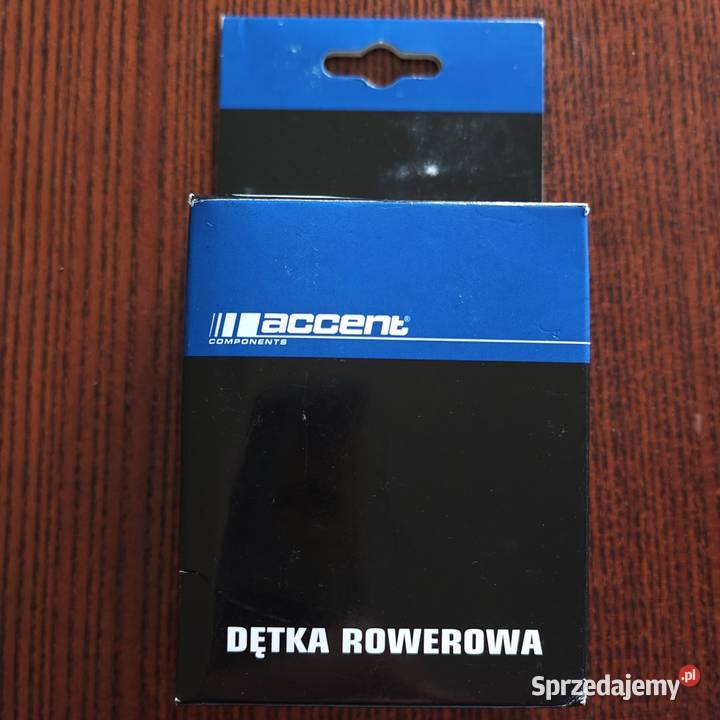 accent®
COMPONENTS
DĘTKA ROWEROWA
Sprzedajemy.pl